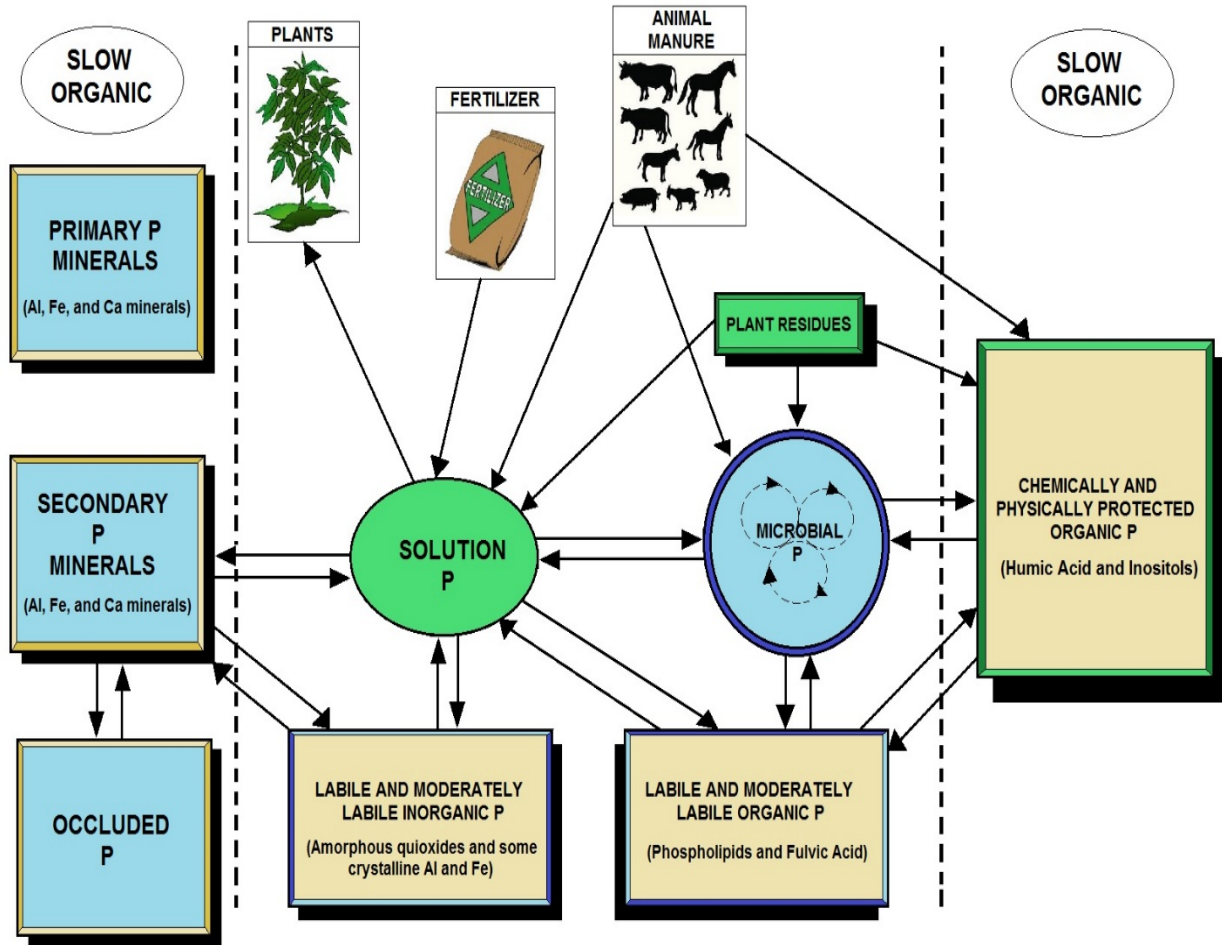 SLOW
ORGANIC
PLANTS
FERTILIZER
FERTILIZER
ANIMAL
MANURE
SLOW
ORGANIC
PRIMARY P
MINERALS
(Al, Fe, and Ca minerals)
PLANT RESIDUES
SECONDARY
P
MINERALS
(Al, Fe, and Ca minerals)
SOLUTION
P
MICROBIAL
P
CHEMICALLY AND
PHYSICALLY PROTECTED
ORGANIC P
(Humic Acid and Inositols)
OCCLUDED
P
LABILE AND MODERATELY
LABILE INORGANIC P
(Amorphous quioxides and some
crystalline Al and Fe)
LABILE AND MODERATELY
LABILE ORGANIC P
(Phospholipids and Fulvic Acid)